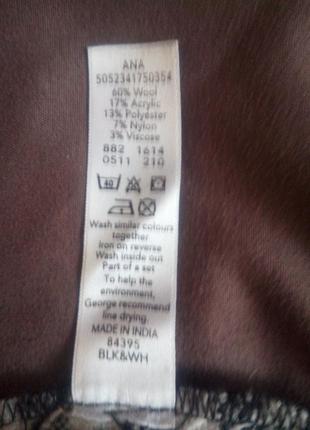 ANA
5052341750354
60% Wool
17% Acrylic
13% Polyester
7% Nylon
3% Viscose
882 1614
0511 210
40
Wash similar colours
together
Iron on reverse
Wash inside out
Part of a set
To help the
environment,
George recommend
line drying.
MADE IN INDIA
84395
BLK&WH